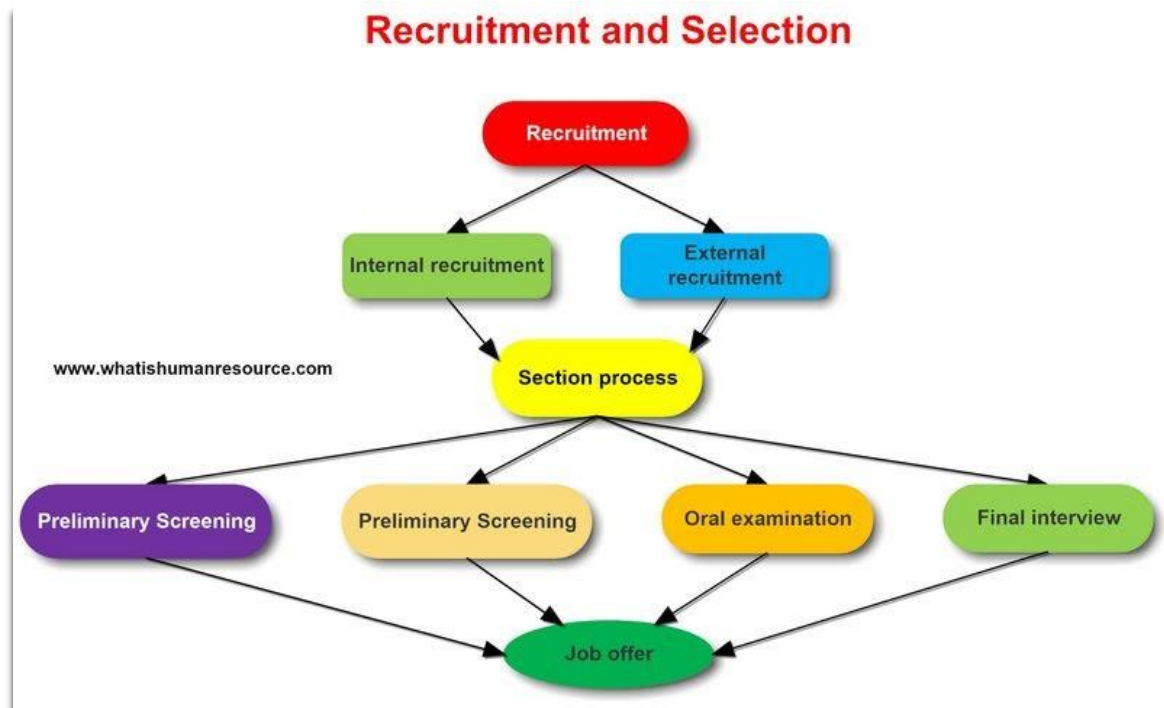 Recruitment and Selection
Recruitment
Internal recruitment
External
recruitment
www.whatishumanresource.com
Section process
Preliminary Screening
Preliminary Screening
Oral examination
Final interview
Job offer